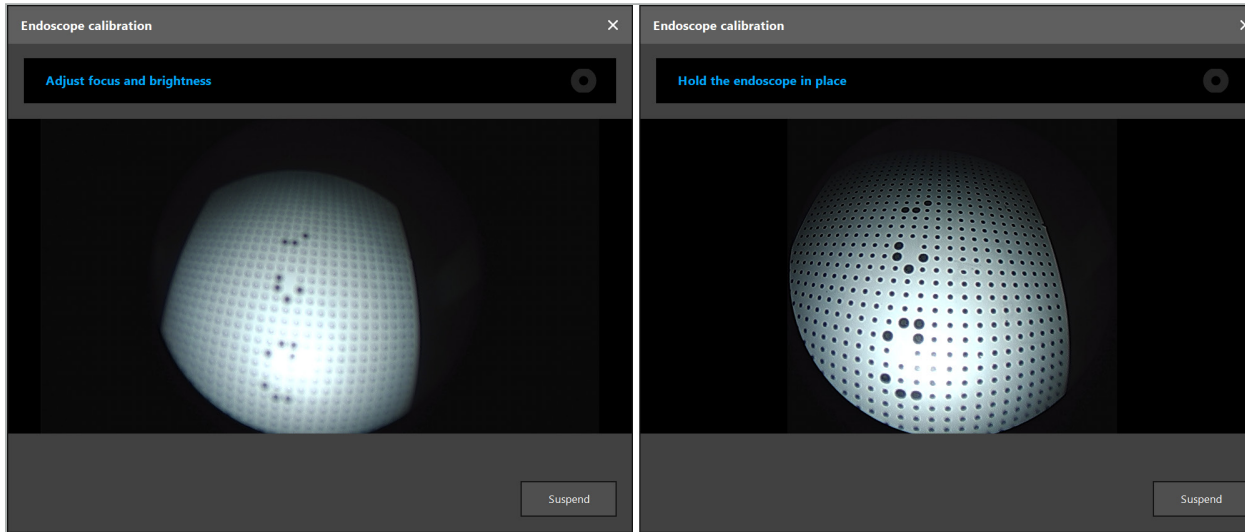 Endoscope calibration
Adjust focus and brightness
Suspend
Endoscope calibration
Hold the endoscope in place
Suspend